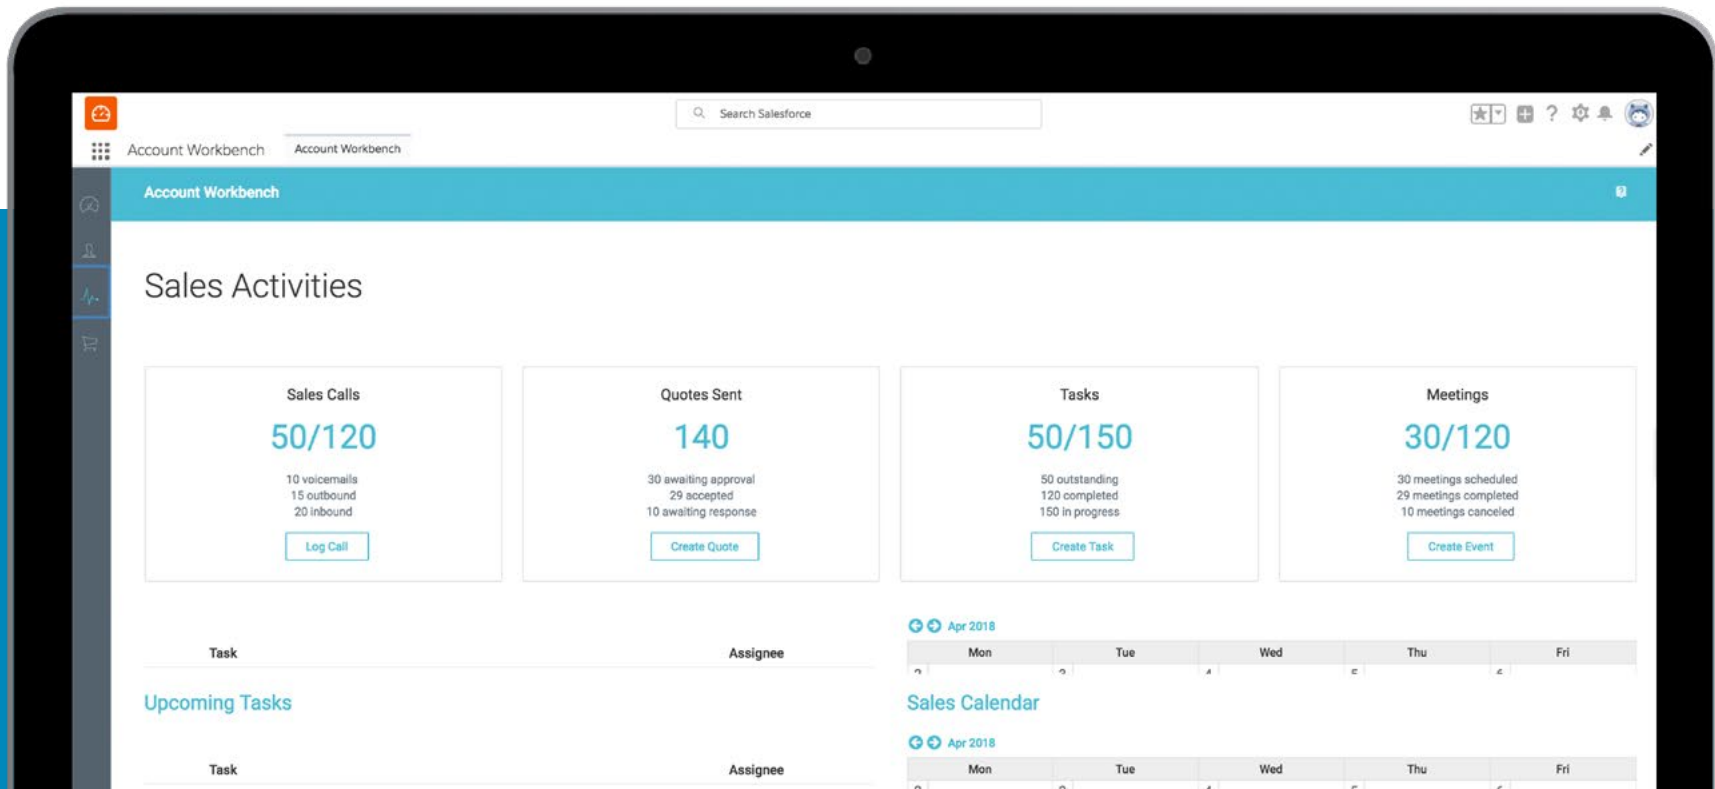 Search Salesforce
Account Workbench
Account Workbench
Account Workbench
Sales Activities
Sales Calls
50/120
10 voicemails
15 outbound
20 inbound
Log Call
Quotes Sent
140
30 awaiting approval
29 accepted
10 awaiting response
Create Quote
Tasks
50/150
50 outstanding
120 completed
150 in progress
Create Task
Meetings
30/120
30 meetings scheduled
29 meetings completed
10 meetings canceled
Create Event
Task Assignee
Apr 2018
Mon Tue Wed Thu Fri
Upcoming Tasks
Sales Calendar
Task Assignee
Apr 2018
Mon Tue Wed Thu Fri